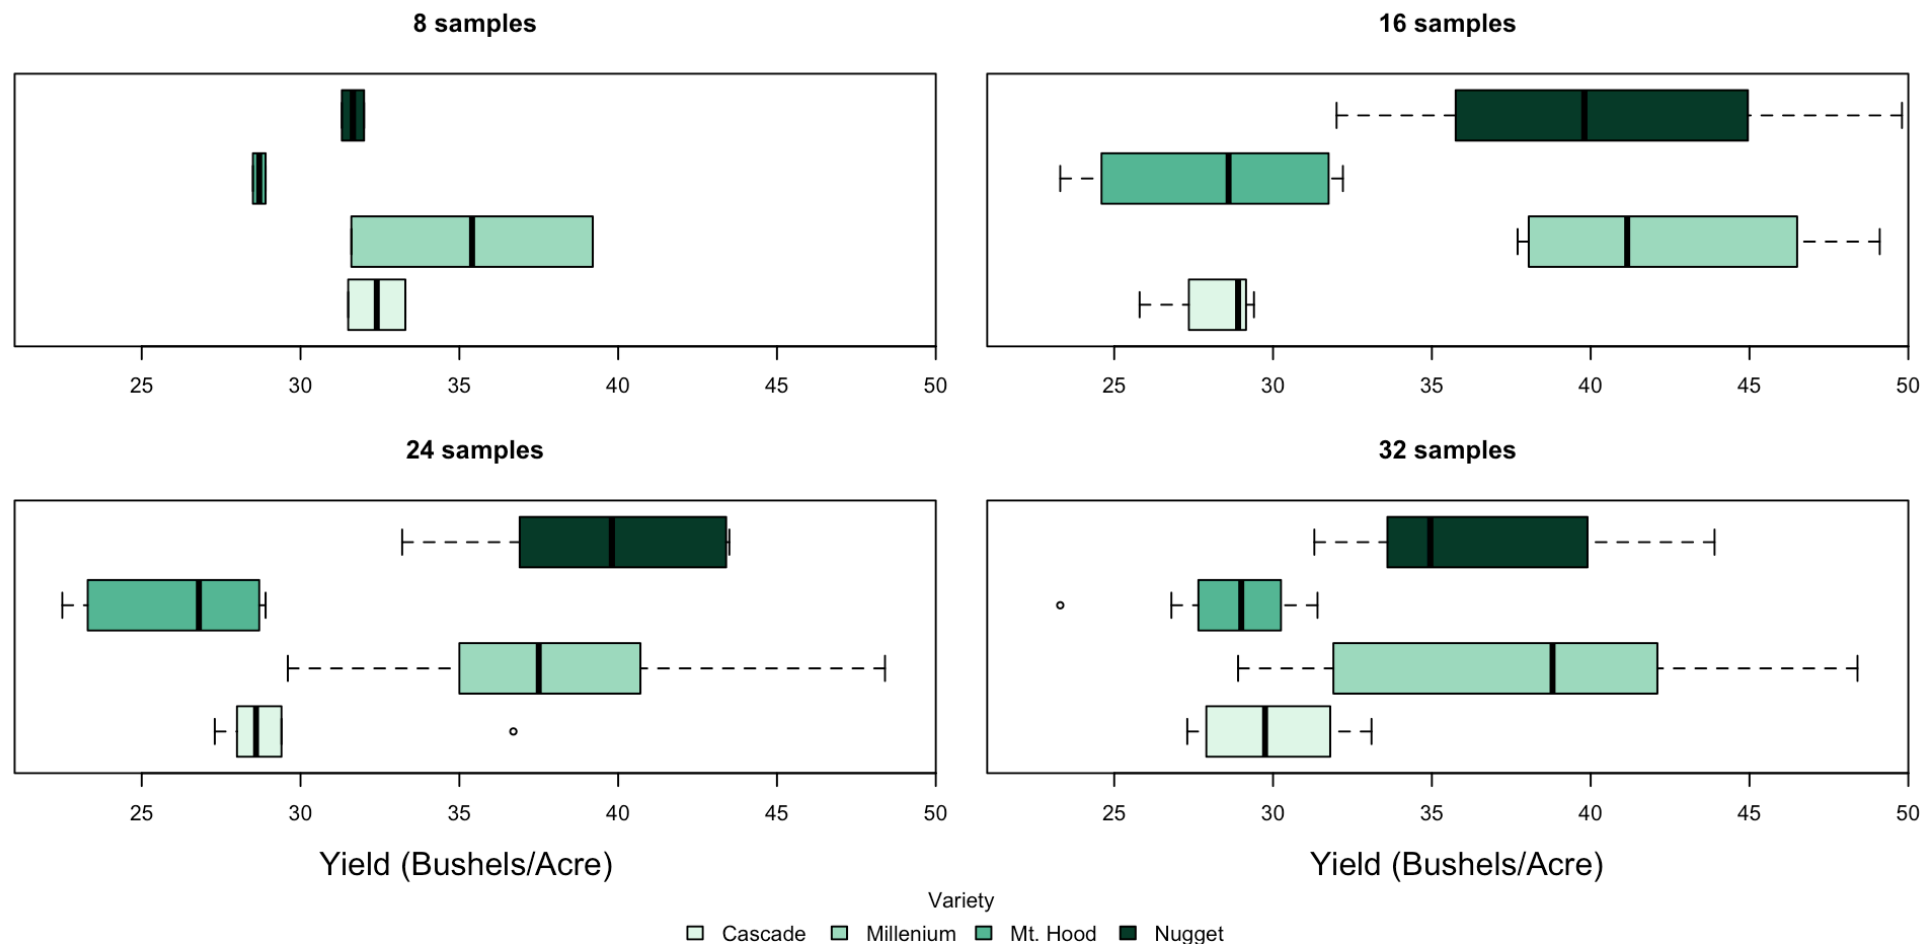 8 samples
16 samples
25 30 35 40 45 50
25 30 35 40 45 50
24 samples
32 samples
25 30 35 40 45 50
25 30 35 40 45 50
Yield (Bushels/Acre)
Yield (Bushels/Acre)
Variety
Cascade Millenium Mt. Hood Nugget